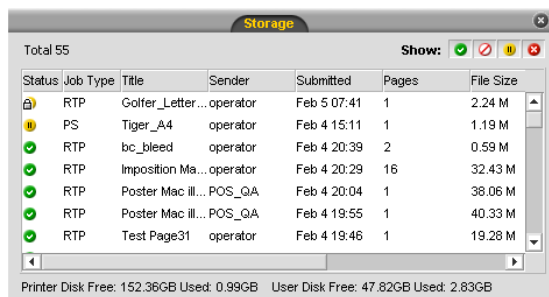 Storage
Total 55 Show:
Status Job Type Title Sender Submitted Pages File Size
RTP Golfer_Letter... operator Feb 5 07:41 1 2.24 M
PS Tiger_A4 operator Feb 4 15:11 1 1.19 M
RTP bc_bleed operator Feb 4 20:39 2 0.59 M
RTP Imposition Ma... operator Feb 4 20:29 16 32.43 M
RTP Poster Mac ill... POS_QA Feb 4 20:04 1 38.06 M
RTP Poster Mac ill... POS_QA Feb 4 19:55 1 40.33 M
RTP Test Page31 operator Feb 4 19:46 1 19.28 M
Printer Disk Free: 152.36GB Used: 0.99GB User Disk Free: 47.82GB Used: 2.83GB